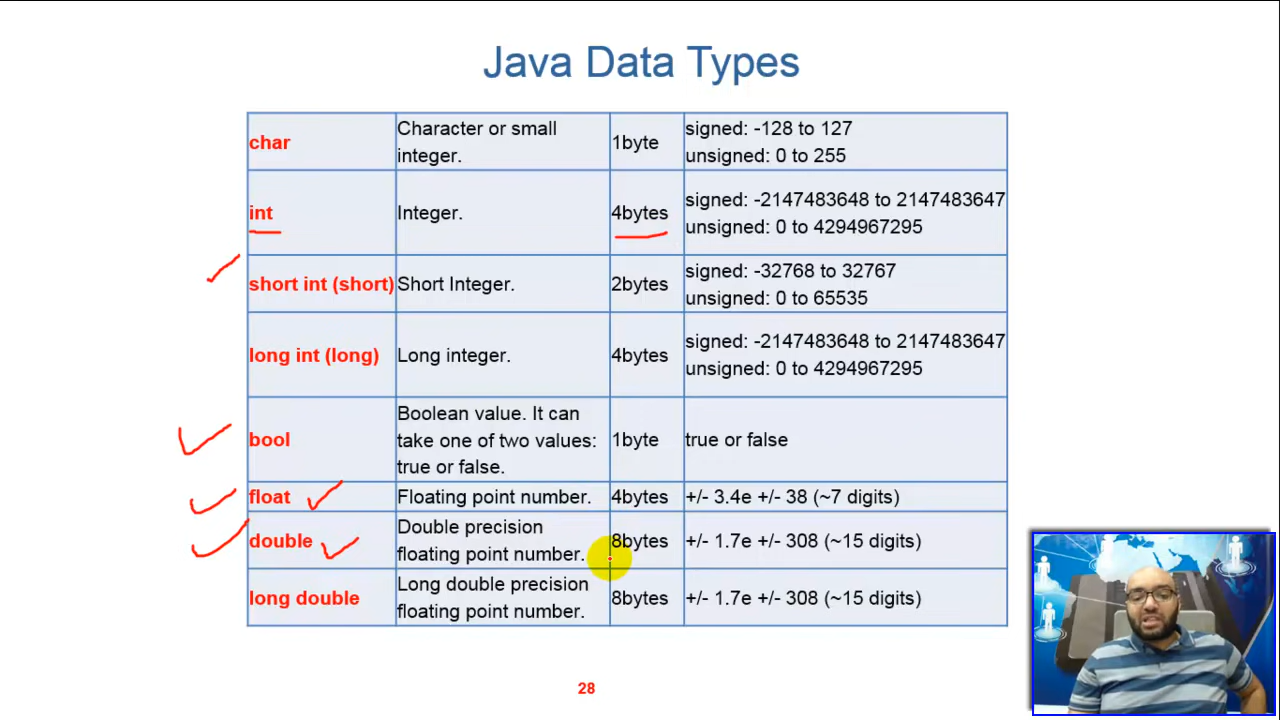 Java Data Types
char
Character or small
integer.
1byte
signed: -128 to 127
unsigned: 0 to 255
int
Integer.
4bytes
signed: -2147483648 to 2147483647
unsigned: 0 to 4294967295
short int (short)
Short Integer.
2bytes
signed: -32768 to 32767
unsigned: 0 to 65535
long int (long)
Long integer.
4bytes
signed: -2147483648 to 2147483647
unsigned: 0 to 4294967295
bool
Boolean value. It can
take one of two values:
true or false.
1byte
true or false
float
Floating point number.
4bytes
+/- 3.4e +/- 38 (~7 digits)
double
Double precision
floating point number.
8bytes
+/- 1.7e +/- 308 (~15 digits)
long double
Long double precision
floating point number.
8bytes
+/- 1.7e +/- 308 (~15 digits)
28